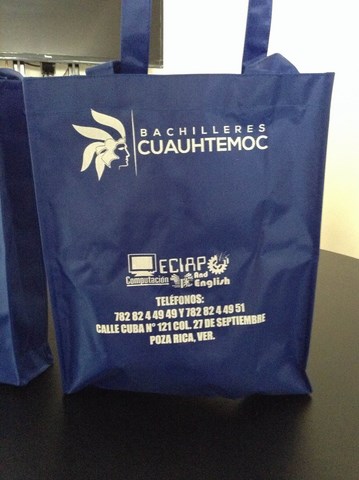 BACHILLERES
CUAUHTEMOC
ECIAP
Computación And English
TELÉFONOS:
782 82 4 49 49 Y 782 82 4 49 51
CALLE CUBA N° 121 COL. 27 DE SEPTIEMBRE
POZA RICA, VER.